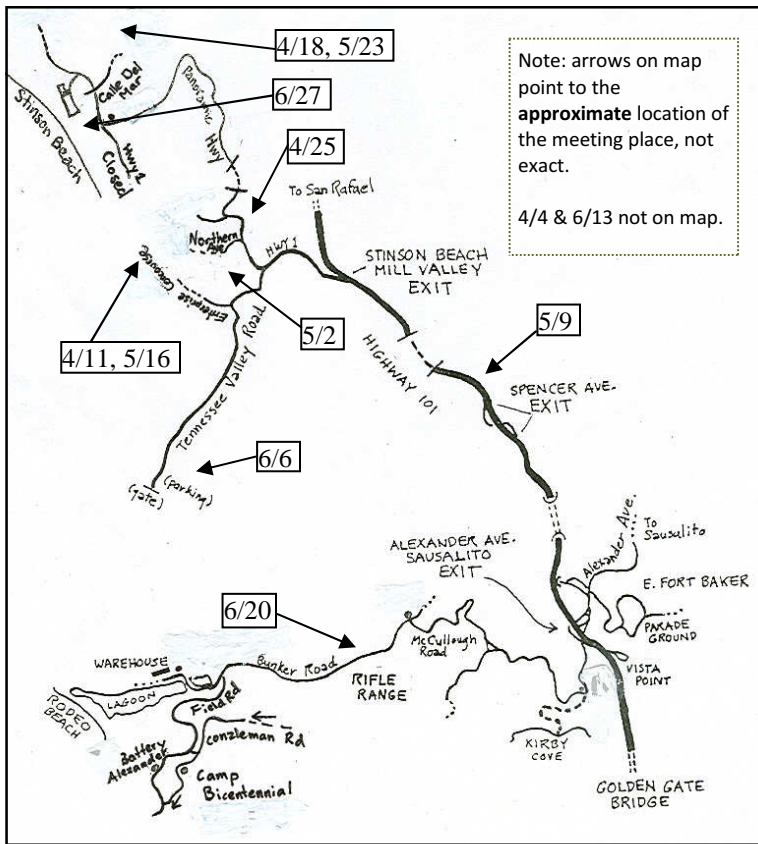 4/18, 5/23
Note: arrows on map
point to the
approximate location of
the meeting place, not
exact.
4/4 & 6/13 not on map.
Calle Del
Mar
Panoramic Hwy
6/27
Stinson Beach
Hwy 1
Closed
4/25
To San Rafael
Northern
Ave
HWY 1
STINSON BEACH
MILL VALLEY
EXIT
Enterprise Concourse
5/2
5/9
4/11, 5/16
HIGHWAY 101
SPENCER AVE.
EXIT
Tennessee Valley Road
6/6
(gate)
(parking)
ALEXANDER AVE.
SAUSALITO
EXIT
Alexander Ave.
To
Sausalito
E. FORT BAKER
PARADE
GROUND
6/20
McCullough
Road
WAREHOUSE
Bunker Road
RIFLE
RANGE
VISTA
POINT
LAGOON
RODEO
BEACH
Field Rd
Conzleman Rd
KIRBY
COVE
Battery
Alexander
Camp
Bicentennial
GOLDEN GATE
BRIDGE